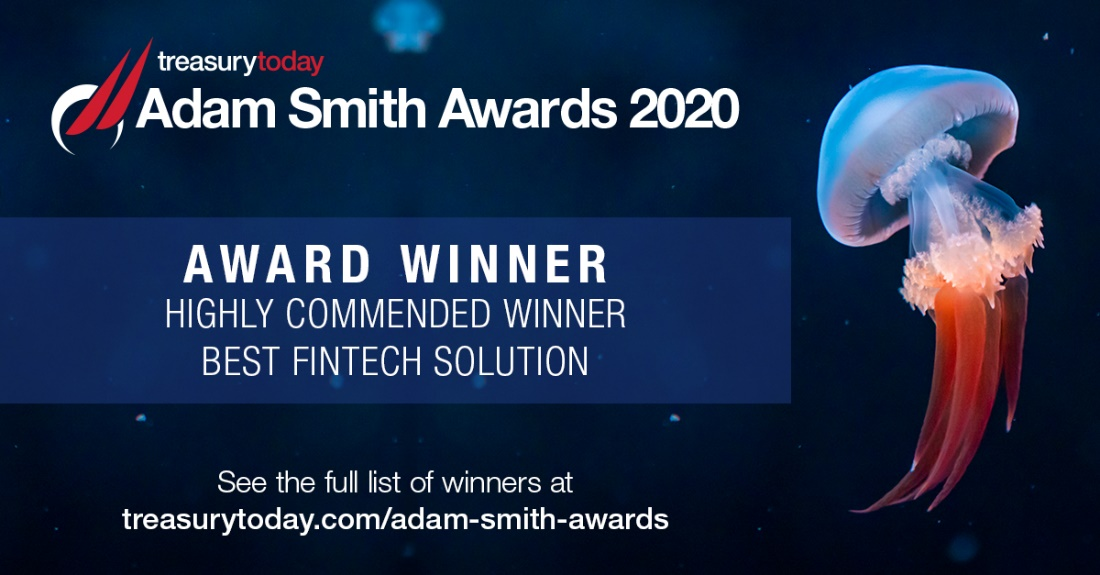 treasurytoday
Adam Smith Awards 2020
AWARD WINNER
HIGHLY COMMENDED WINNER
BEST FINTECH SOLUTION
See the full list of winners at
treasurytoday.com/adam-smith-awards